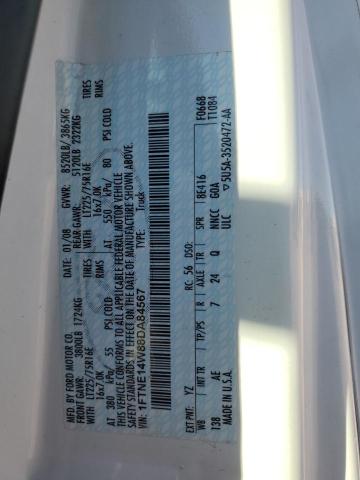 MFD. BY FORD MOTOR CO.
DATE: 01/08 GVWR: 8520LB/ 3865KG
FRONT GAWR: 3800LB 1724KG REAR GAWR: 5120LB 2322KG
WITH LT225/75R16E TIRES WITH LT225/75R16E TIRES
16x7.0K RIMS 16x7.0K RIMS
AT 380 kPa/ 55 PSI COLD AT 550 kPa/ 80 PSI COLD
THIS VEHICLE CONFORMS TO ALL APPLICABLE FEDERAL MOTOR VEHICLE
SAFETY STANDARDS IN EFFECT ON THE DATE OF MANUFACTURE SHOWN ABOVE.
VIN: 1FTNE14W88DA84567
TYPE: Truck
F0668
T1084
EXT PNT: YZ RC: 56 DSO: 18E416
WB INT TR TP/PS R AXLE TR SPR
138 AE 7 24 Q NMCC GOA
MADE IN U.S.A. ULC ▽5U5A-3520472-AA